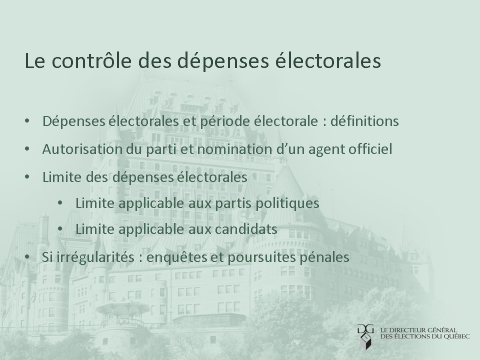 Le contrôle des dépenses électorales
• Dépenses électorales et période électorale : définitions
• Autorisation du parti et nomination d’un agent officiel
• Limite des dépenses électorales
• Limite applicable aux partis politiques
• Limite applicable aux candidats
• Si irrégularités : enquêtes et poursuites pénales
LE DIRECTEUR GÉNÉRAL
DES ÉLECTIONS DU QUÉBEC